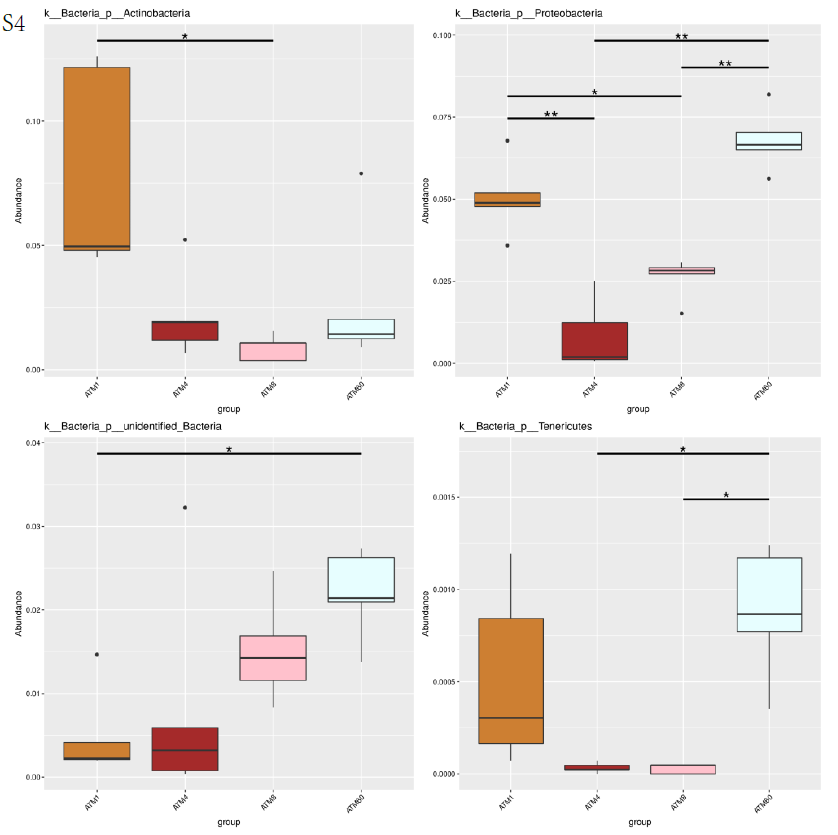 S4
k__Bacteria_p__Actinobacteria
*
0.10
0.05
0.00
Abundance
ATM1
ATM4
ATM8
ATM60
group
k__Bacteria_p__Proteobacteria
**
**
*
**
0.100
0.075
0.050
0.025
0.000
Abundance
ATM1
ATM4
ATM8
ATM60
group
k__Bacteria_p__unidentified_Bacteria
*
0.04
0.03
0.02
0.01
0.00
Abundance
ATM1
ATM4
ATM8
ATM60
group
k__Bacteria_p__Tenericutes
*
*
0.0015
0.0010
0.0005
0.0000
Abundance
ATM1
ATM4
ATM8
ATM60
group